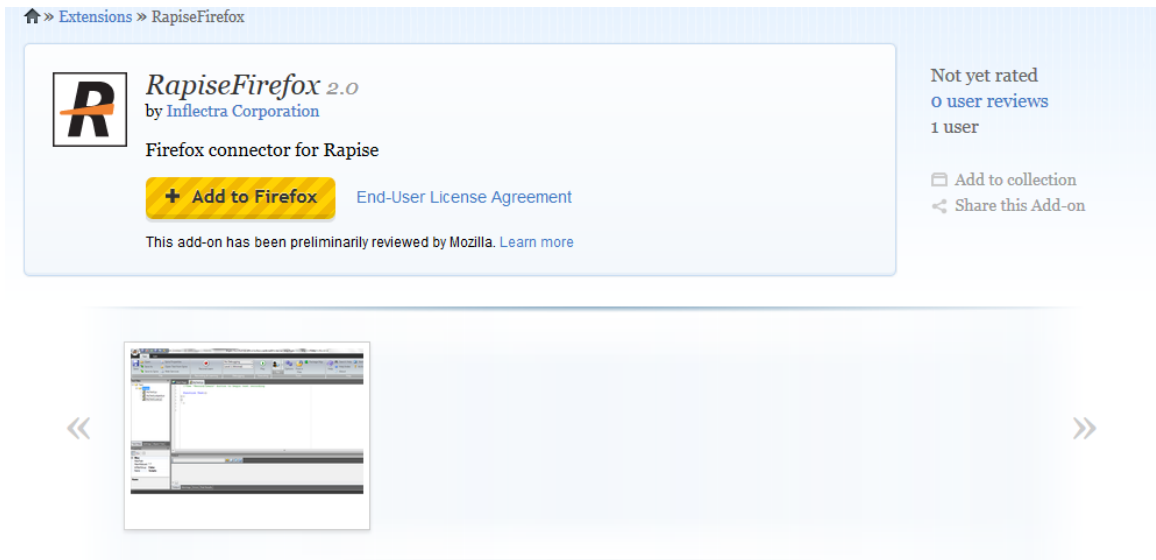 » Extensions » RapiseFirefox
RapiseFirefox 2.0
by Inflectra Corporation
Firefox connector for Rapise
+ Add to Firefox
End-User License Agreement
This add-on has been preliminarily reviewed by Mozilla. Learn more
Not yet rated
0 user reviews
1 user
Add to collection
Share this Add-on
« »